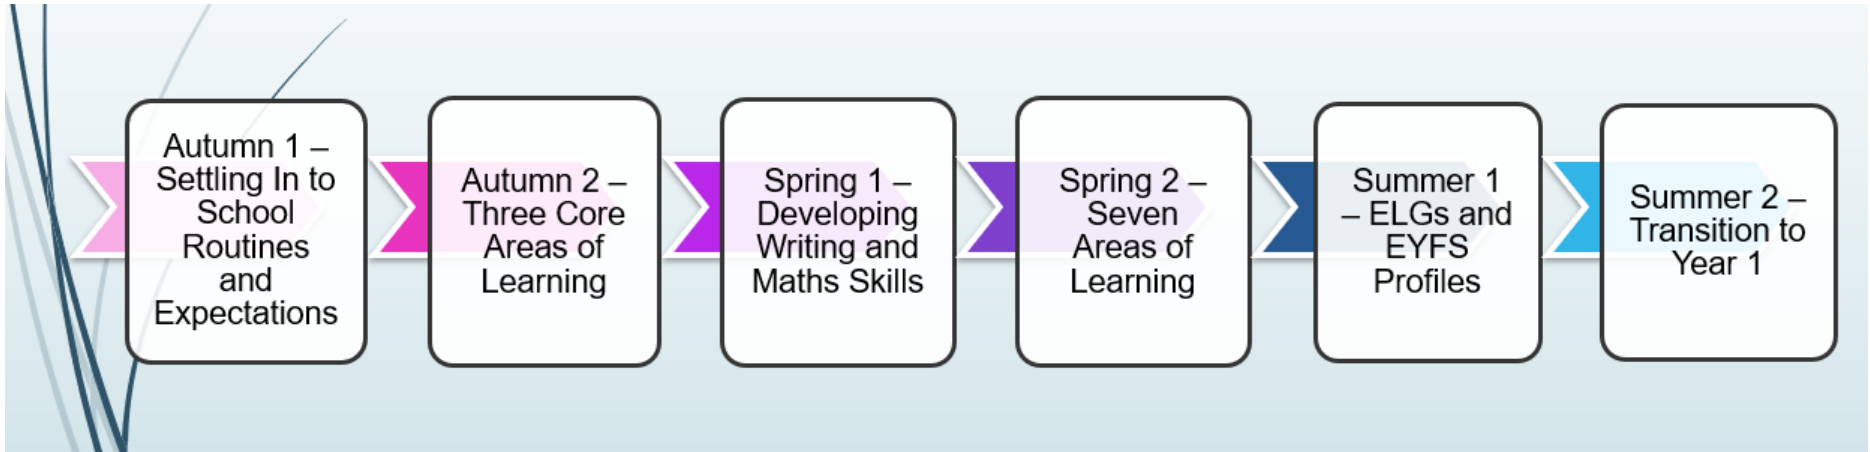 Autumn 1 –
Settling In to
School
Routines
and
Expectations
Autumn 2 –
Three Core
Areas of
Learning
Spring 1 –
Developing
Writing and
Maths Skills
Spring 2 –
Seven
Areas of
Learning
Summer 1
– ELGs and
EYFS
Profiles
Summer 2 –
Transition to
Year 1